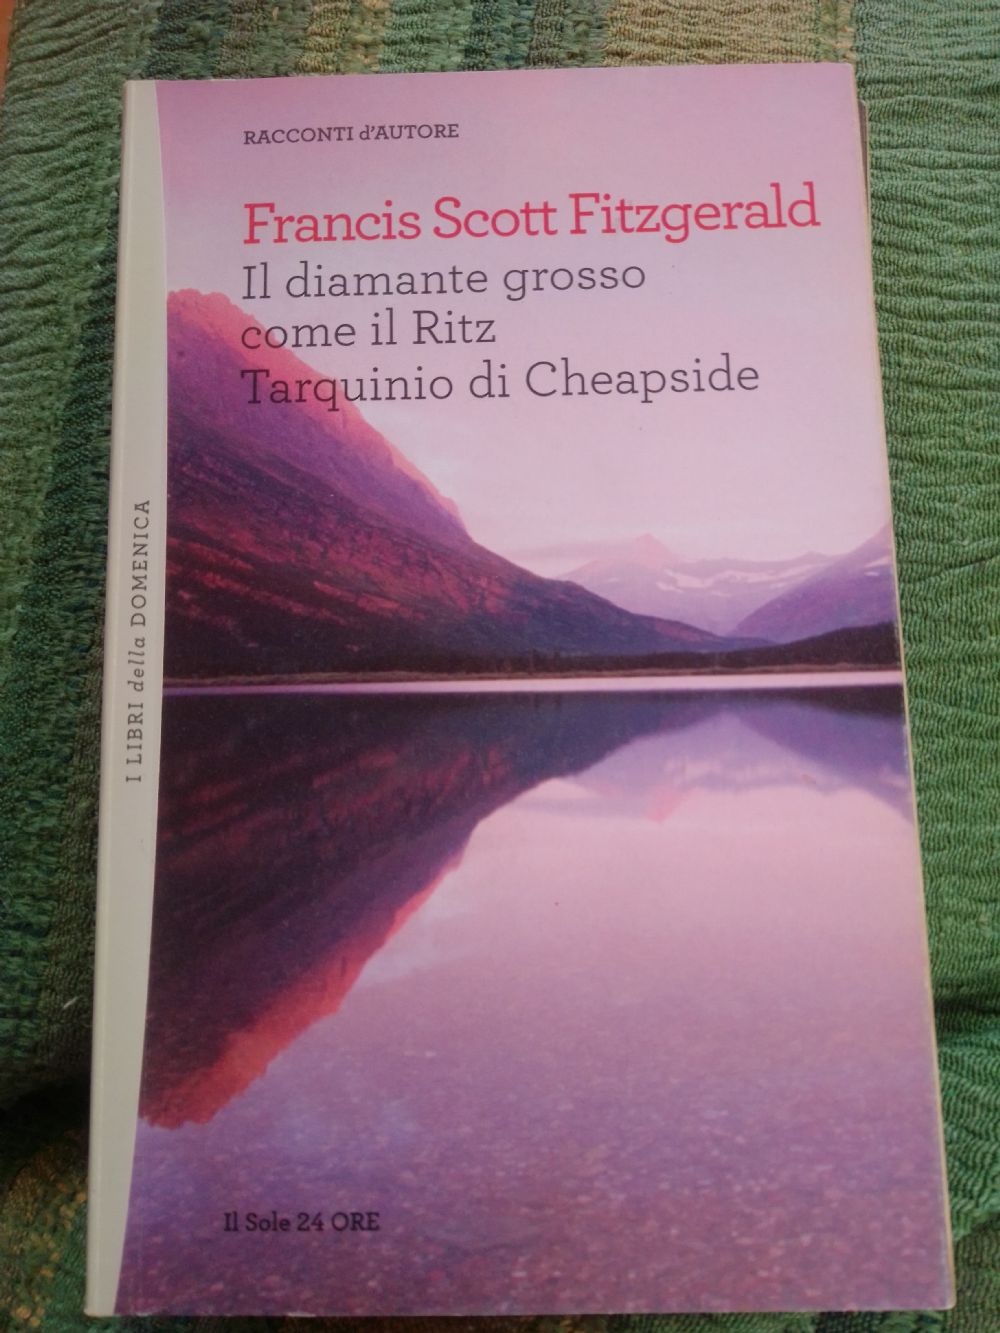 RACCONTI d'AUTORE
Francis Scott Fitzgerald
Il diamante grosso
come il Ritz
Tarquinio di Cheapside
I LIBRI della DOMENICA
Il Sole 24 ORE